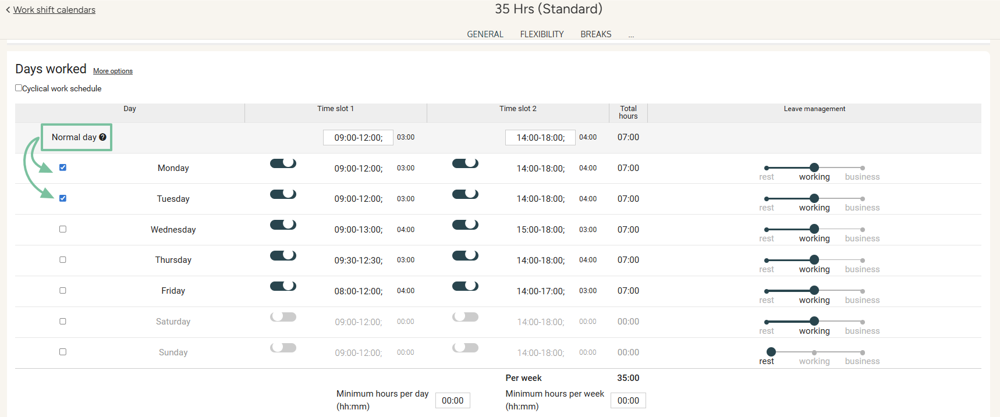 Work shift calendars
35 Hrs (Standard)
GENERAL FLEXIBILITY BREAKS ...
Days worked More options
Cyclical work schedule
Day Time slot 1 Time slot 2 Total hours Leave management
Normal day ? 09:00-12:00; 03:00 14:00-18:00; 04:00 07:00
Monday 09:00-12:00; 03:00 14:00-18:00; 04:00 07:00
rest working business
Tuesday 09:00-12:00; 03:00 14:00-18:00; 04:00 07:00
rest working business
Wednesday 09:00-13:00; 04:00 15:00-18:00; 03:00 07:00
rest working business
Thursday 09:30-12:30; 03:00 14:00-18:00; 04:00 07:00
rest working business
Friday 08:00-12:00; 04:00 14:00-17:00; 03:00 07:00
rest working business
Saturday 09:00-12:00; 00:00 14:00-18:00; 00:00 00:00
rest working business
Sunday 09:00-12:00; 00:00 14:00-18:00; 00:00 00:00
rest working business
Per week 35:00
Minimum hours per day (hh:mm) 00:00
Minimum hours per week (hh:mm) 00:00